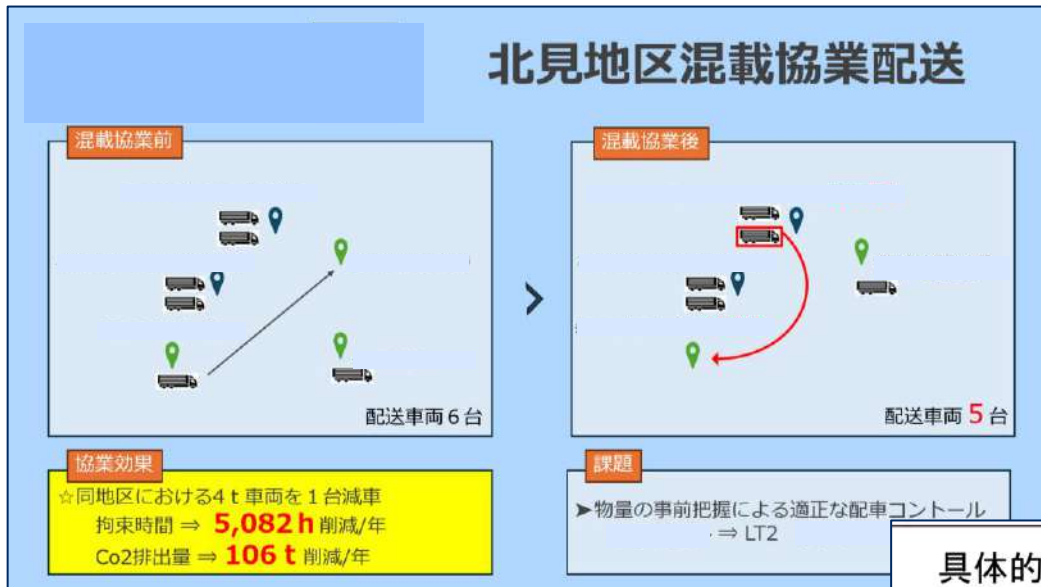 北見地区混載協業配送
混載協業前
配送車両6台
混載協業後
配送車両 5 台
協業効果
☆同地区における4ｔ車両を１台減車
拘束時間 ⇒ 5,082ｈ削減/年
Co2排出量 ⇒ 106ｔ 削減/年
課題
➤物量の事前把握による適正な配車コントロール
⇒ LT2
具体的